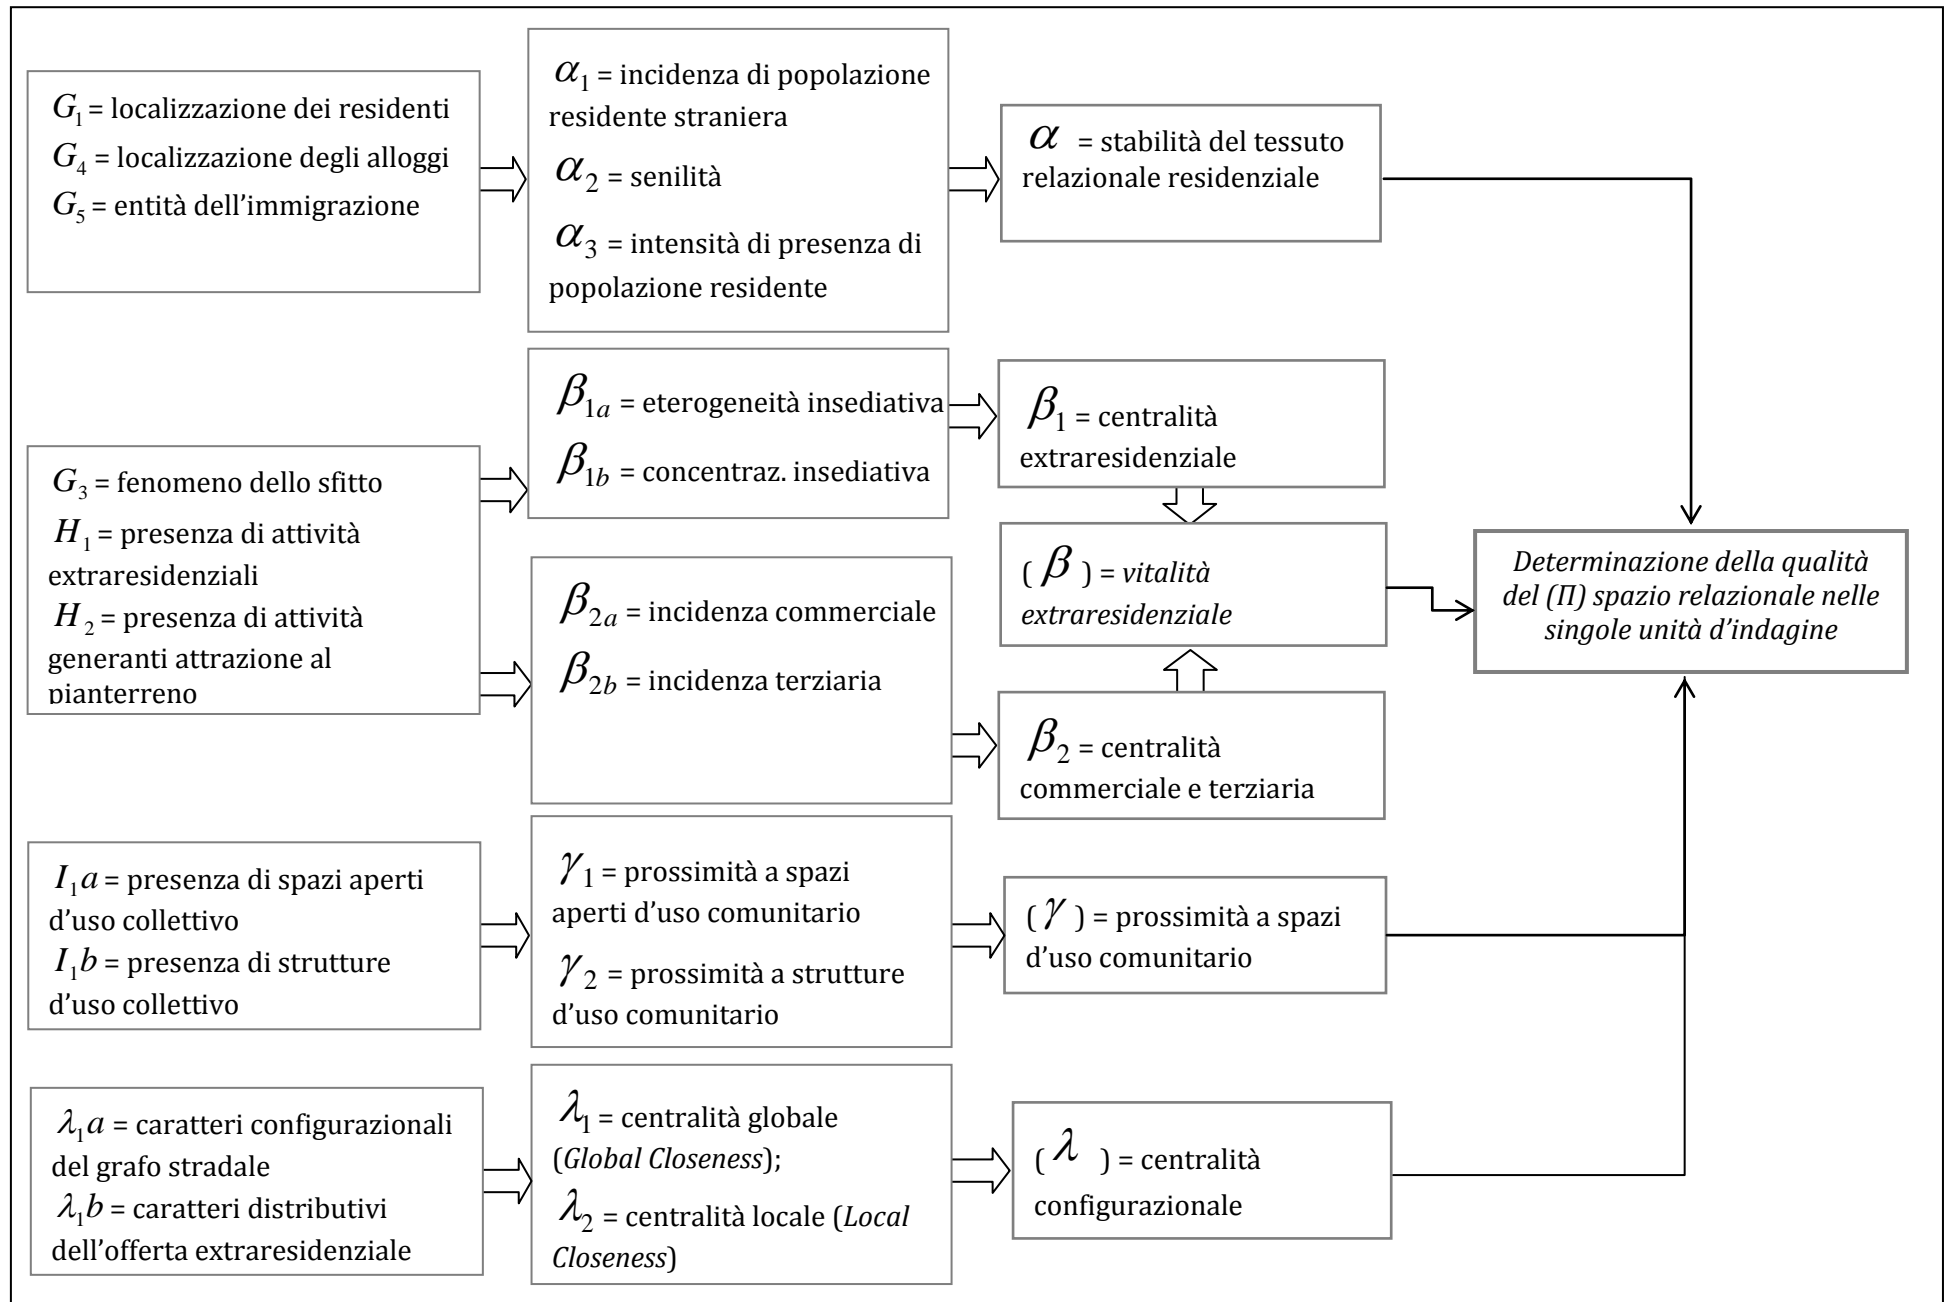 G₁ = localizzazione dei residenti
G₄ = localizzazione degli alloggi
G₅ = entità dell’immigrazione
α₁ = incidenza di popolazione
residente straniera
α₂ = senilità
α₃ = intensità di presenza di
popolazione residente
α = stabilità del tessuto
relazionale residenziale
G₃ = fenomeno dello sfitto
H₁ = presenza di attività
extraresidenziali
H₂ = presenza di attività
generanti attrazione al
pianterreno
β1a = eterogeneità insediativa
β1b = concentraz. insediativa
β2a = incidenza commerciale
β2b = incidenza terziaria
β₁ = centralità
extraresidenziale
( β ) = vitalità
extraresidenziale
β₂ = centralità
commerciale e terziaria
Determinazione della qualità
del (Π) spazio relazionale nelle
singole unità d’indagine
I₁a = presenza di spazi aperti
d’uso collettivo
I₁b = presenza di strutture
d’uso collettivo
γ₁ = prossimità a spazi
aperti d’uso comunitario
γ₂ = prossimità a strutture
d’uso comunitario
( γ ) = prossimità a spazi
d’uso comunitario
λ₁a = caratteri configurazionali
del grafo stradale
λ₁b = caratteri distributivi
dell’offerta extraresidenziale
λ₁ = centralità globale
(Global Closeness);
λ₂ = centralità locale (Local
Closeness)
( λ ) = centralità
configurazionale